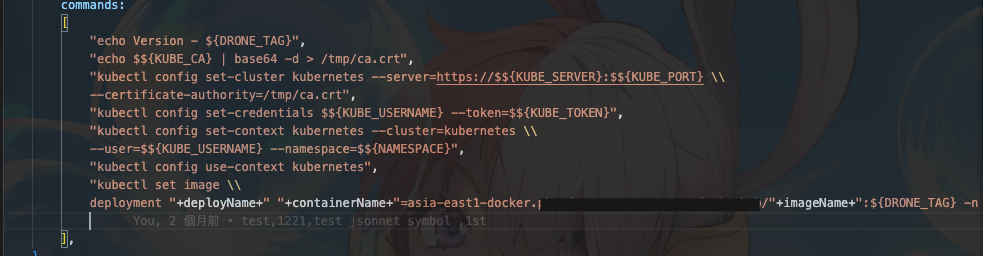 commands:
[
"echo Version - ${DRONE_TAG}",
"echo $${KUBE_CA} | base64 -d > /tmp/ca.crt",
"kubectl config set-cluster kubernetes --server=https://$${KUBE_SERVER}:$${KUBE_PORT} \\
--certificate-authority=/tmp/ca.crt",
"kubectl config set-credentials $${KUBE_USERNAME} --token=$${KUBE_TOKEN}",
"kubectl config set-context kubernetes --cluster=kubernetes \\
--user=$${KUBE_USERNAME} --namespace=$${NAMESPACE}",
"kubectl config use-context kubernetes",
"kubectl set image \\
deployment "+deployName+" "+containerName+"=asia-east1-docker. /"+imageName+":${DRONE_TAG} -n
You, 2 個月前 • test,1221,test jsonnet symbol ,1st
],